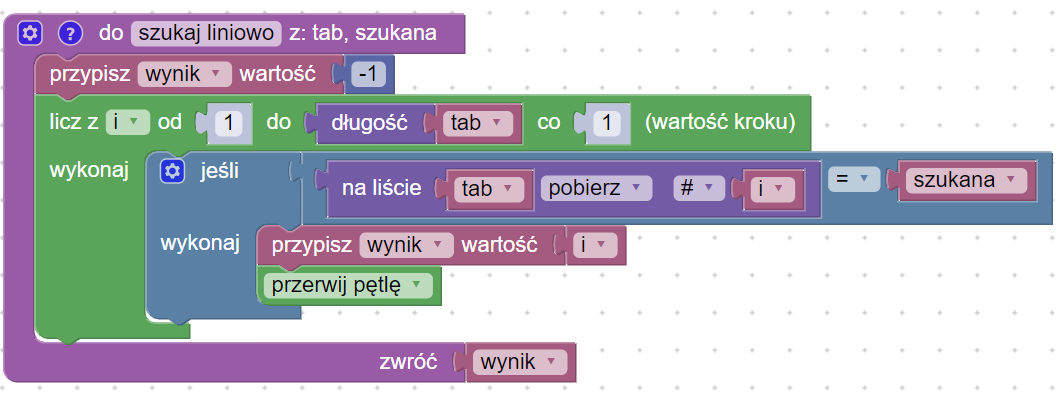 ? do szukaj liniowo z: tab, szukana
przypisz wynik wartość -1
licz z i od 1 do długość tab co 1 (wartość kroku)
wykonaj jeśli na liście tab pobierz # i = szukana
wykonaj przypisz wynik wartość i
przerwij pętlę
zwróć wynik